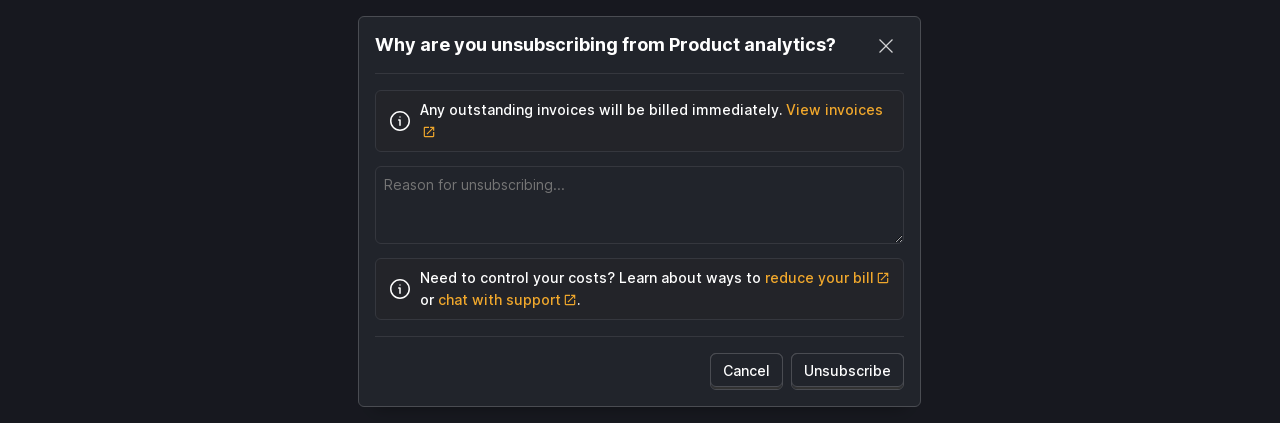 Why are you unsubscribing from Product analytics?
Any outstanding invoices will be billed immediately. View invoices
Reason for unsubscribing...
Need to control your costs? Learn about ways to reduce your bill
or chat with support.
Cancel
Unsubscribe